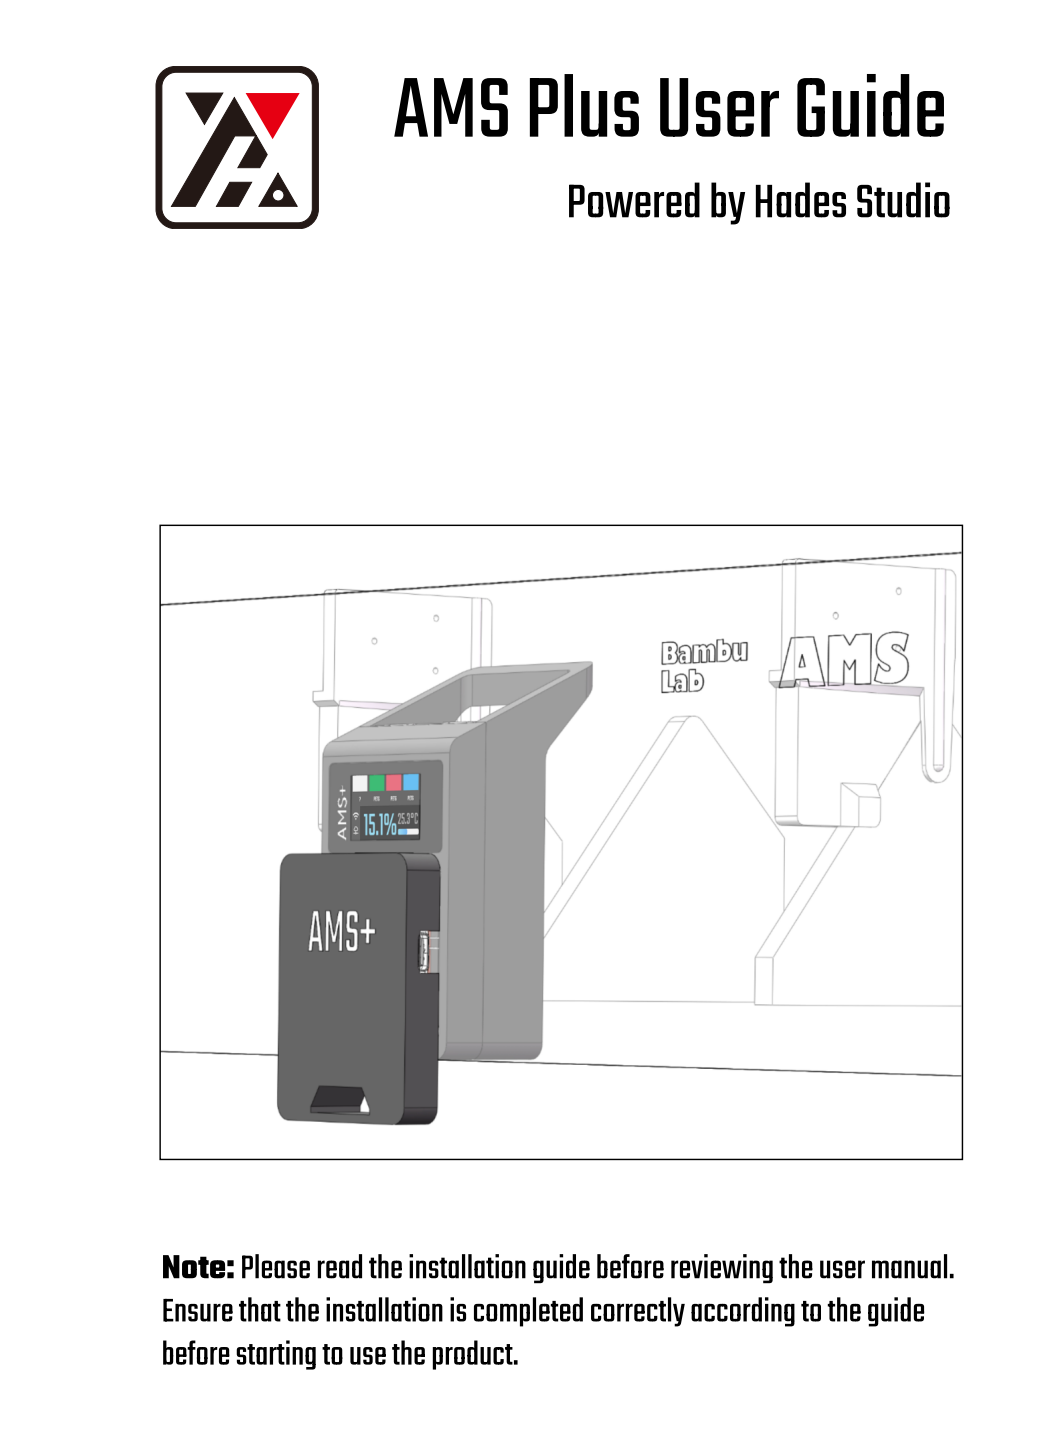 AMS Plus User Guide
Powered by Hades Studio
Bambu
Lab
AMS
AMS+
15.1%
25.3°C
AMS+
Note: Please read the installation guide before reviewing the user manual.
Ensure that the installation is completed correctly according to the guide
before starting to use the product.